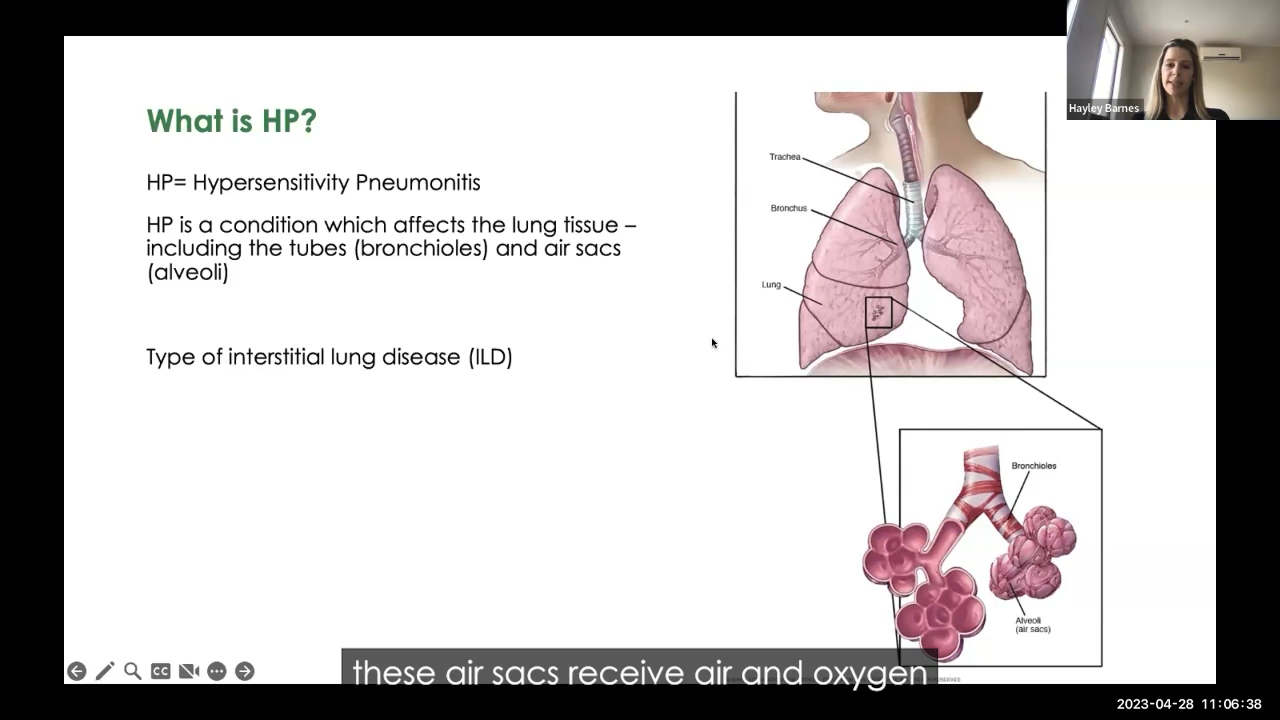 What is HP?
HP= Hypersensitivity Pneumonitis
HP is a condition which affects the lung tissue –
including the tubes (bronchioles) and air sacs
(alveoli)
Type of interstitial lung disease (ILD)
Trachea
Bronchus
Lung
Bronchioles
Alveoli
(air sacs)
Hayley Barnes
CC
these air sacs receive air and oxygen
2023-04-28 11:06:38